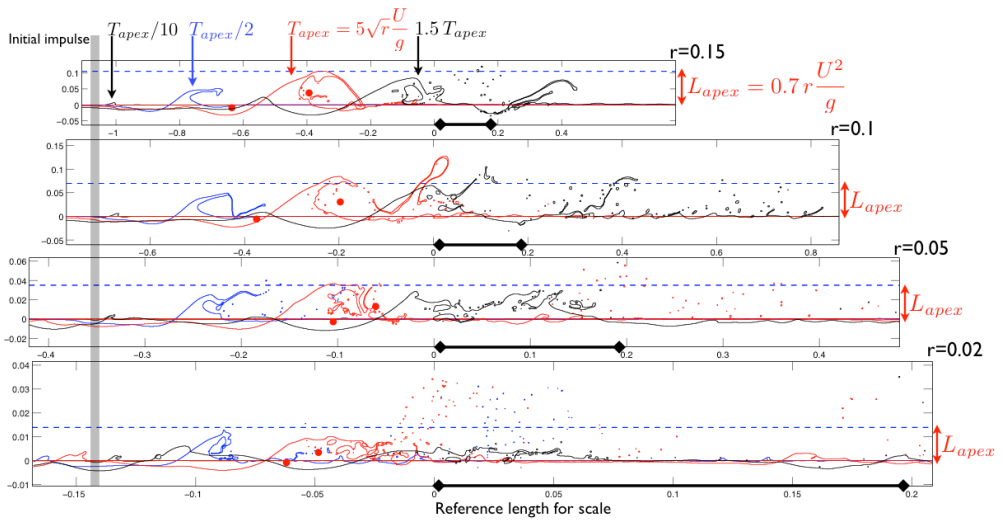 T_apex/10 T_apex/2 T_apex = 5√r U/g 1.5 T_apex
Initial impulse
r=0.15
0.1
0.05
0
−0.05
L_apex = 0.7 r U²/g
−1 −0.8 −0.6 −0.4 −0.2 0 0.2 0.4
r=0.1
0.15
0.1
0.05
0
−0.05
L_apex
−0.6 −0.4 −0.2 0 0.2 0.4 0.6 0.8
r=0.05
0.06
0.04
0.02
0
−0.02
L_apex
−0.4 −0.3 −0.2 −0.1 0 0.1 0.2 0.3 0.4
r=0.02
0.04
0.03
0.02
0.01
0
−0.01
L_apex
−0.15 −0.1 −0.05 0 0.05 0.1 0.15 0.2
Reference length for scale